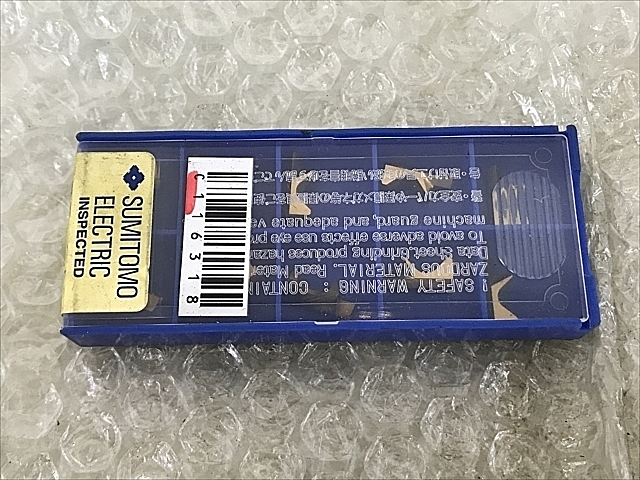 SUMITOMO
ELECTRIC
INSPECTED
C116318
! SAFETY WARNING : CONTAIN
ZARDOUS MATERIAL. Read Mater
Data Sheet. Grinding produces hazar
To avoid adverse effects use pr
machine guard, and adequate ve